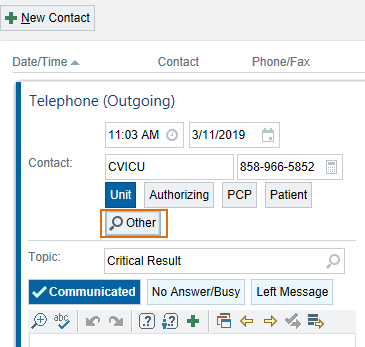 New Contact
Date/Time Contact Phone/Fax
Telephone (Outgoing)
11:03 AM 3/11/2019
Contact: CVICU 858-966-5852
Unit Authorizing PCP Patient
Other
Topic: Critical Result
Communicated No Answer/Busy Left Message
abc ? ?